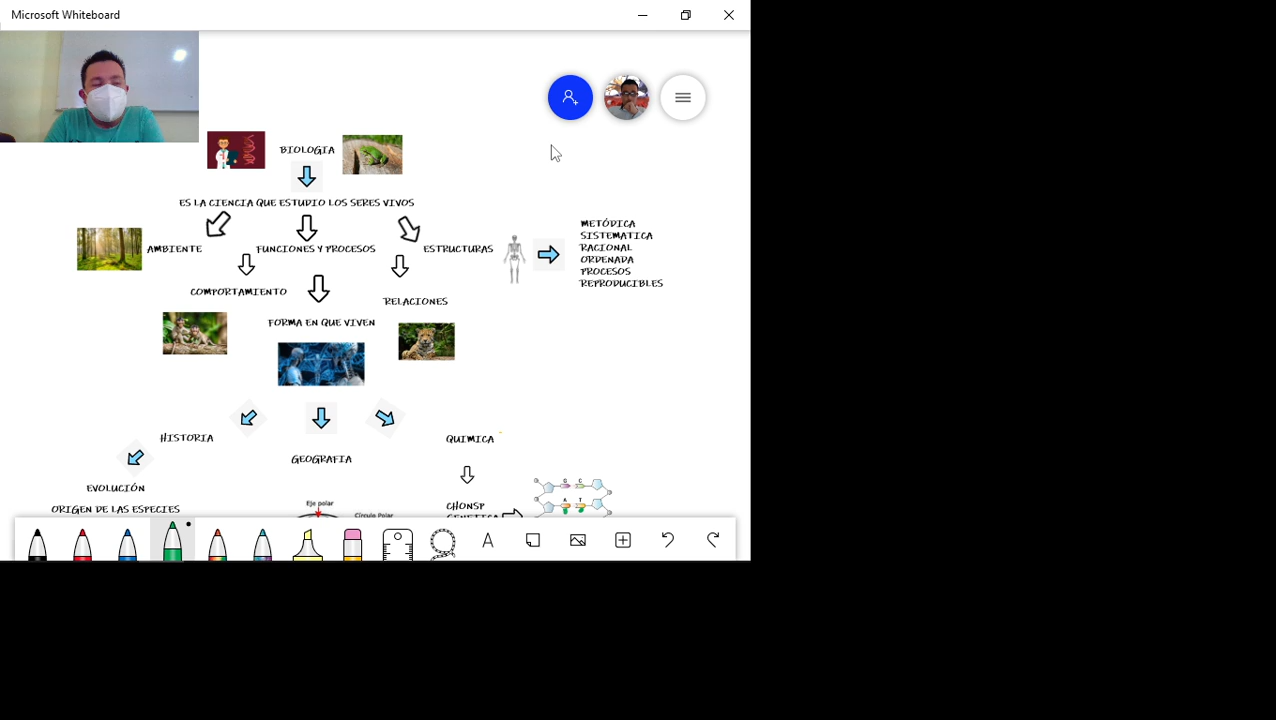 Microsoft Whiteboard
BIOLOGIA
ES LA CIENCIA QUE ESTUDIO LOS SERES VIVOS
AMBIENTE
FUNCIONES Y PROCESOS
ESTRUCTURAS
METÓDICA
SISTEMATICA
RACIONAL
ORDENADA
PROCESOS
REPRODUCIBLES
COMPORTAMIENTO
RELACIONES
FORMA EN QUE VIVEN
HISTORIA
GEOGRAFIA
QUIMICA
EVOLUCIÓN
ORIGEN DE LAS ESPECIES
Eje polar
Círculo Polar
CHONSP
GENETICA
G C
A T
A